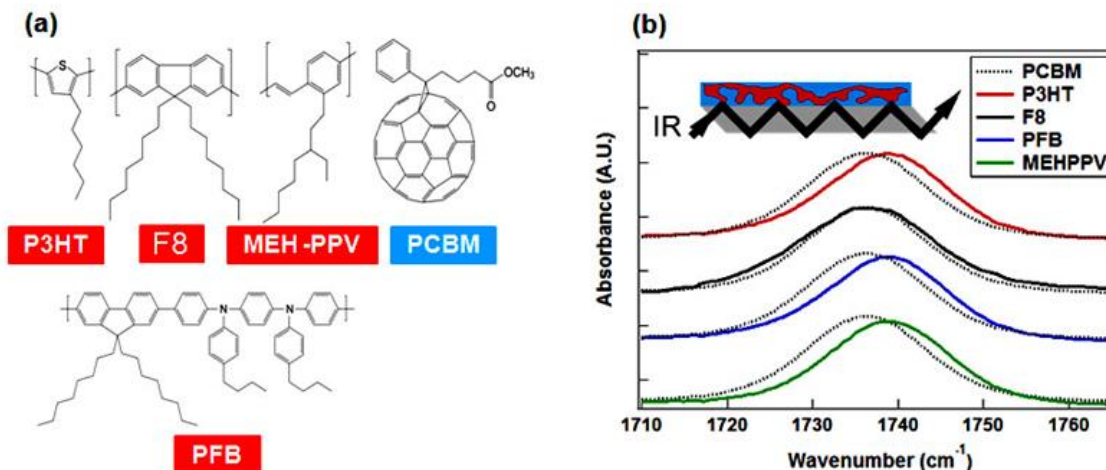 (a)
S
N
N
OCH₃
O
P3HT
F8
MEH -PPV
PCBM
PFB
(b)
PCBM
P3HT
F8
PFB
MEHPPV
IR
Absorbance (A.U.)
1710 1720 1730 1740 1750 1760
Wavenumber (cm⁻¹)